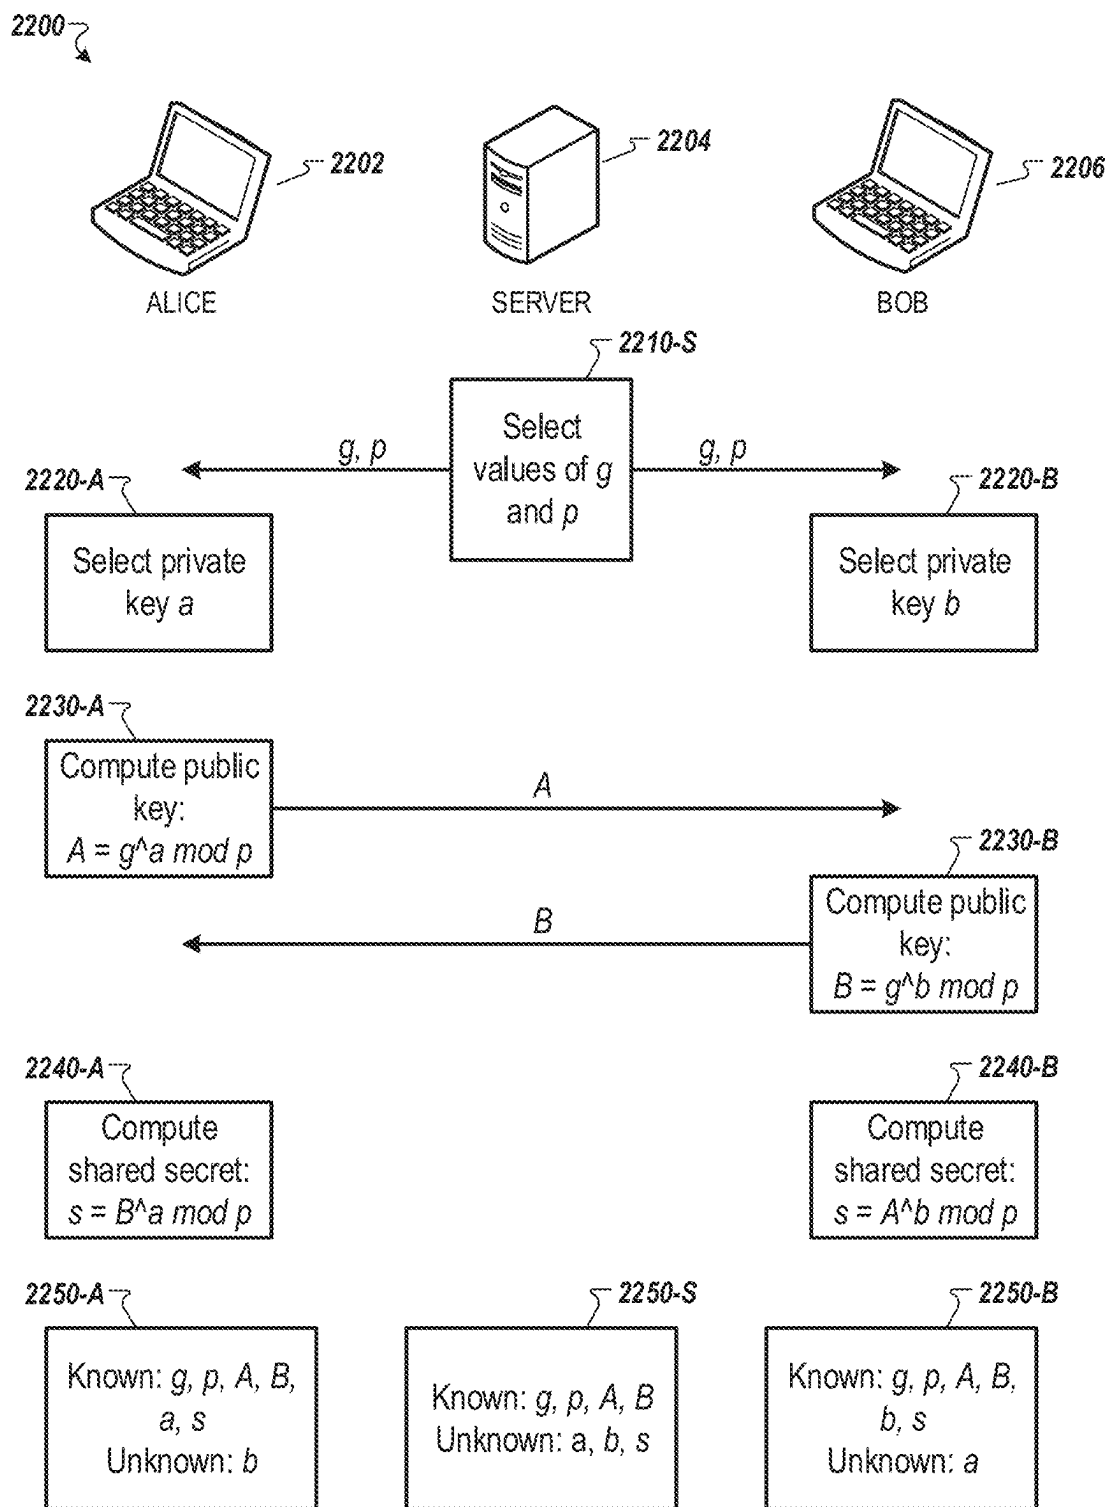 2200
2202
2204
2206
ALICE
SERVER
BOB
2210-S
Select
values of g
and p
g, p
g, p
2220-A
2220-B
Select private
key a
Select private
key b
2230-A
Compute public
key:
A = g^a mod p
A
2230-B
Compute public
key:
B = g^b mod p
B
2240-A
2240-B
Compute
shared secret:
s = B^a mod p
Compute
shared secret:
s = A^b mod p
2250-A
2250-S
2250-B
Known: g, p, A, B,
a, s
Unknown: b
Known: g, p, A, B
Unknown: a, b, s
Known: g, p, A, B,
b, s
Unknown: a